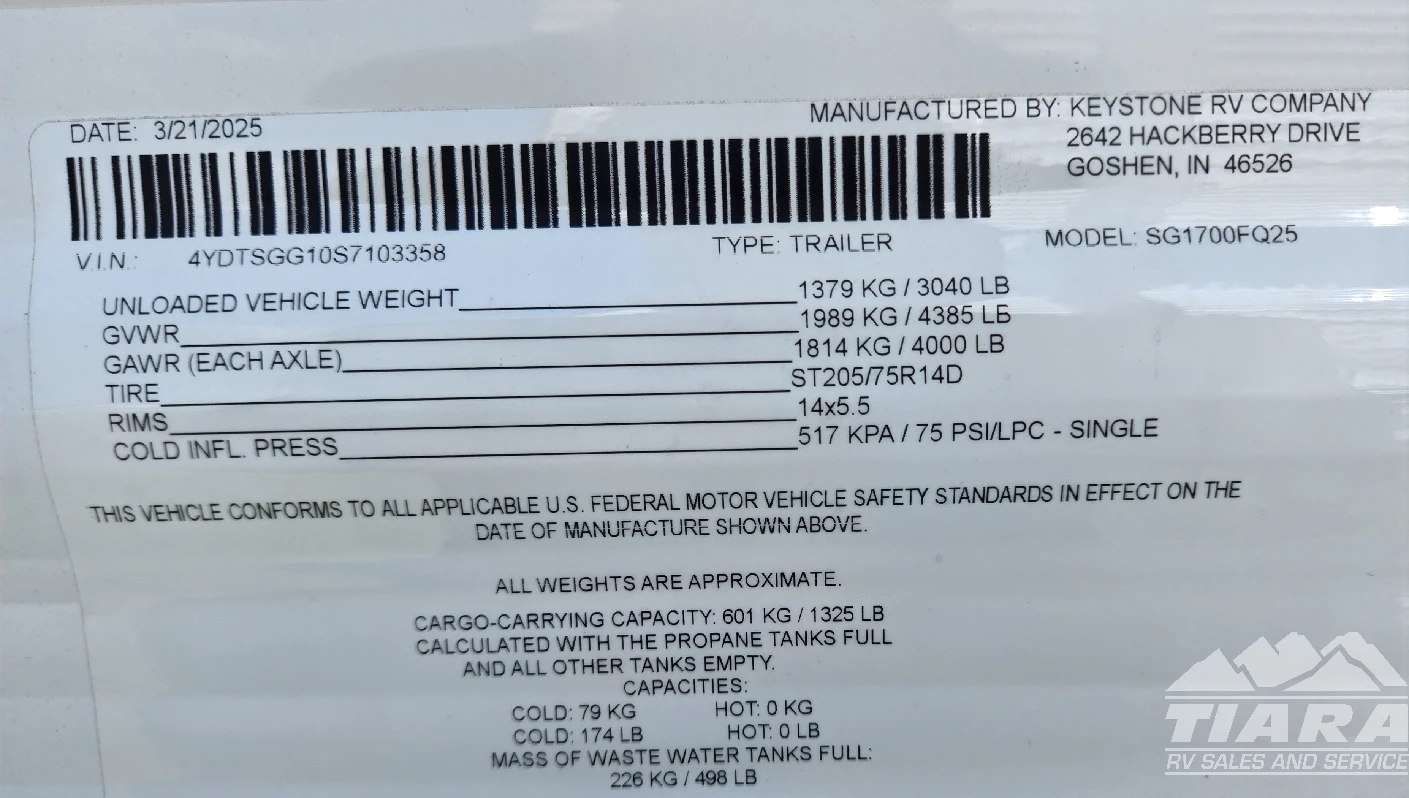 MANUFACTURED BY: KEYSTONE RV COMPANY
DATE: 3/21/2025
2642 HACKBERRY DRIVE
GOSHEN, IN 46526
V.I.N.: 4YDTSGG10S7103358 TYPE: TRAILER MODEL: SG1700FQ25
UNLOADED VEHICLE WEIGHT 1379 KG / 3040 LB
GVWR 1989 KG / 4385 LB
GAWR (EACH AXLE) 1814 KG / 4000 LB
TIRE ST205/75R14D
RIMS 14x5.5
COLD INFL. PRESS 517 KPA / 75 PSI/LPC - SINGLE
THIS VEHICLE CONFORMS TO ALL APPLICABLE U.S. FEDERAL MOTOR VEHICLE SAFETY STANDARDS IN EFFECT ON THE
DATE OF MANUFACTURE SHOWN ABOVE.
ALL WEIGHTS ARE APPROXIMATE.
CARGO-CARRYING CAPACITY: 601 KG / 1325 LB
CALCULATED WITH THE PROPANE TANKS FULL
AND ALL OTHER TANKS EMPTY.
CAPACITIES:
COLD: 79 KG HOT: 0 KG
COLD: 174 LB HOT: 0 LB
MASS OF WASTE WATER TANKS FULL:
226 KG / 498 LB
TIARA
RV SALES AND SERVICE